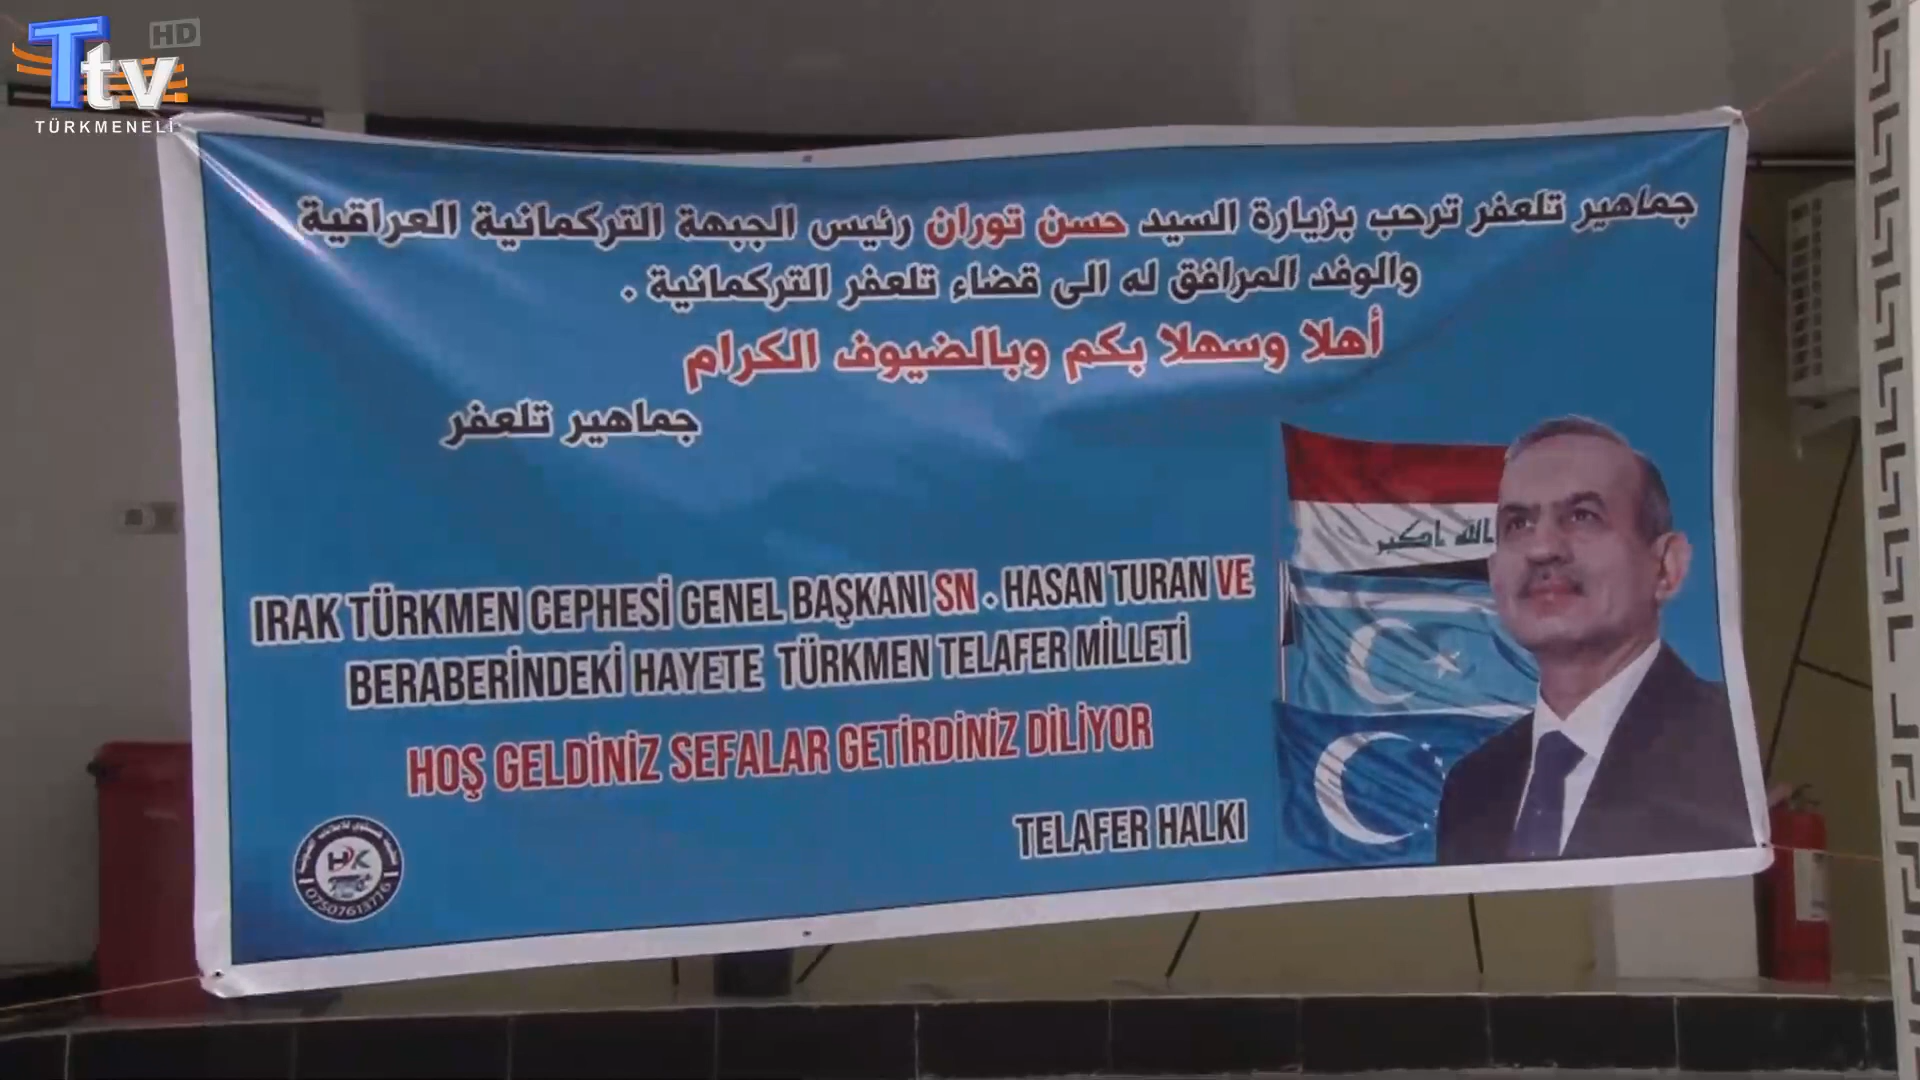 Ttv HD
TÜRKMENELİ
جماهير تلعفر ترحب بزيارة السيد حسن توران رئيس الجبهة التركمانية العراقية
والوفد المرافق له الى قضاء تلعفر التركمانية .
أهلا وسهلا بكم وبالضيوف الكرام
جماهير تلعفر
الله اكبر
IRAK TÜRKMEN CEPHESİ GENEL BAŞKANI SN . HASAN TURAN VE
BERABERİNDEKİ HAYETE TÜRKMEN TELAFER MİLLETİ
HOŞ GELDİNİZ SEFALAR GETİRDİNİZ DİLİYOR
TELAFER HALKI
HK
07507613776